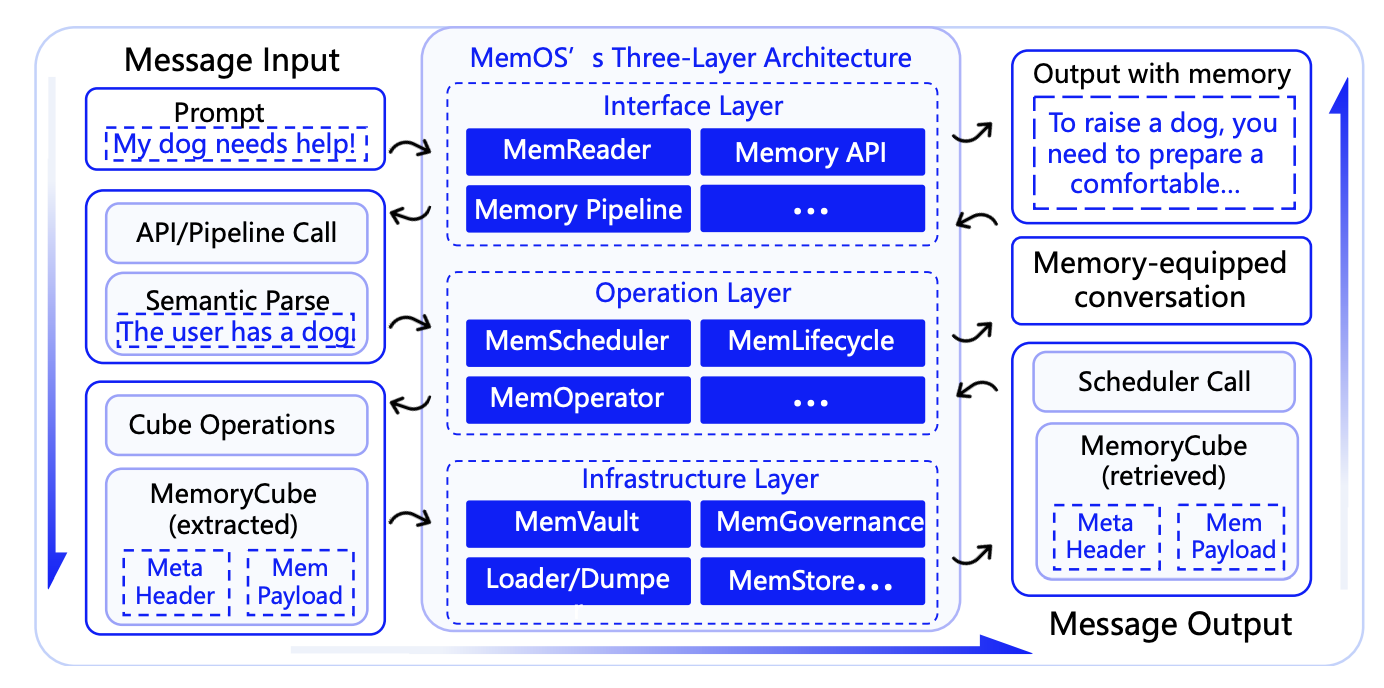 Message Input
Prompt
My dog needs help!
API/Pipeline Call
Semantic Parse
The user has a dog
Cube Operations
MemoryCube
(extracted)
Meta
Header
Mem
Payload
MemOS’s Three-Layer Architecture
Interface Layer
MemReader
Memory API
Memory Pipeline
...
Operation Layer
MemScheduler
MemLifecycle
MemOperator
...
Infrastructure Layer
MemVault
MemGovernance
Loader/Dumpe
MemStore...
Output with memory
To raise a dog, you
need to prepare a
comfortable...
Memory-equipped
conversation
Scheduler Call
MemoryCube
(retrieved)
Meta
Header
Mem
Payload
Message Output